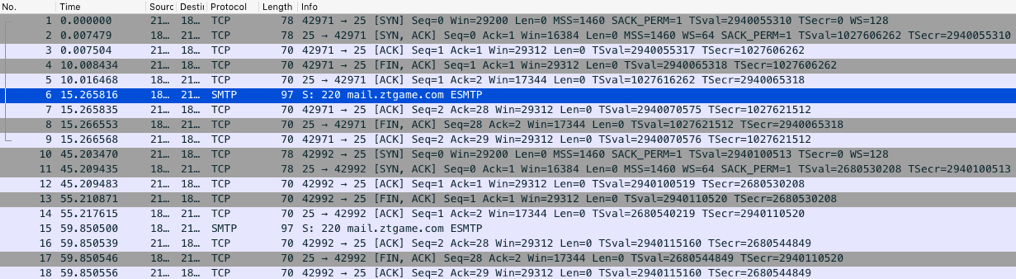 No. Time Sourc Desti Protocol Length Info
1 0.000000 21… 18… TCP 78 42971 → 25 [SYN] Seq=0 Win=29200 Len=0 MSS=1460 SACK_PERM=1 TSval=2940055310 TSecr=0 WS=128
2 0.007479 18… 21… TCP 78 25 → 42971 [SYN, ACK] Seq=0 Ack=1 Win=16384 Len=0 MSS=1460 WS=64 SACK_PERM=1 TSval=1027606262 TSecr=2940055310
3 0.007504 21… 18… TCP 70 42971 → 25 [ACK] Seq=1 Ack=1 Win=29312 Len=0 TSval=2940055317 TSecr=1027606262
4 10.008434 21… 18… TCP 70 42971 → 25 [FIN, ACK] Seq=1 Ack=1 Win=29312 Len=0 TSval=2940065318 TSecr=1027606262
5 10.016468 18… 21… TCP 70 25 → 42971 [ACK] Seq=1 Ack=2 Win=17344 Len=0 TSval=1027616262 TSecr=2940065318
6 15.265816 18… 21… SMTP 97 S: 220 mail.ztgame.com ESMTP
7 15.265835 21… 18… TCP 70 42971 → 25 [ACK] Seq=2 Ack=28 Win=29312 Len=0 TSval=2940070575 TSecr=1027621512
8 15.266553 18… 21… TCP 70 25 → 42971 [FIN, ACK] Seq=28 Ack=2 Win=17344 Len=0 TSval=1027621512 TSecr=2940065318
9 15.266568 21… 18… TCP 70 42971 → 25 [ACK] Seq=2 Ack=29 Win=29312 Len=0 TSval=2940070576 TSecr=1027621512
10 45.203470 21… 18… TCP 78 42992 → 25 [SYN] Seq=0 Win=29200 Len=0 MSS=1460 SACK_PERM=1 TSval=2940100513 TSecr=0 WS=128
11 45.209435 18… 21… TCP 78 25 → 42992 [SYN, ACK] Seq=0 Ack=1 Win=16384 Len=0 MSS=1460 WS=64 SACK_PERM=1 TSval=2680530208 TSecr=2940100513
12 45.209483 21… 18… TCP 70 42992 → 25 [ACK] Seq=1 Ack=1 Win=29312 Len=0 TSval=2940100519 TSecr=2680530208
13 55.210871 21… 18… TCP 70 42992 → 25 [FIN, ACK] Seq=1 Ack=1 Win=29312 Len=0 TSval=2940110520 TSecr=2680530208
14 55.217615 18… 21… TCP 70 25 → 42992 [ACK] Seq=1 Ack=2 Win=17344 Len=0 TSval=2680540219 TSecr=2940110520
15 59.850500 18… 21… SMTP 97 S: 220 mail.ztgame.com ESMTP
16 59.850539 21… 18… TCP 70 42992 → 25 [ACK] Seq=2 Ack=28 Win=29312 Len=0 TSval=2940115160 TSecr=2680544849
17 59.850546 18… 21… TCP 70 25 → 42992 [FIN, ACK] Seq=28 Ack=2 Win=17344 Len=0 TSval=2680544849 TSecr=2940110520
18 59.850556 21… 18… TCP 70 42992 → 25 [ACK] Seq=2 Ack=29 Win=29312 Len=0 TSval=2940115160 TSecr=2680544849